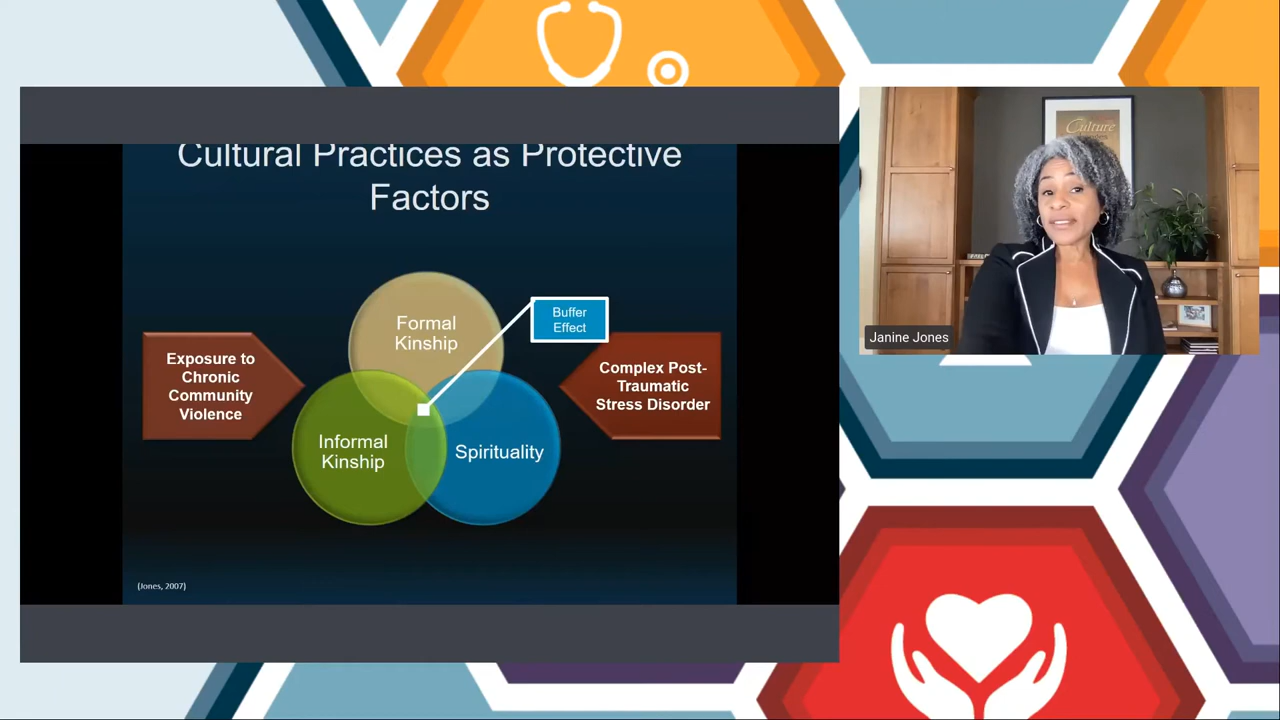 Cultural Practices as Protective
Factors
Formal
Kinship
Buffer
Effect
Exposure to
Chronic
Community
Violence
Complex Post-
Traumatic
Stress Disorder
Informal
Kinship
Spirituality
(Jones, 2007)
Culture
Janine Jones